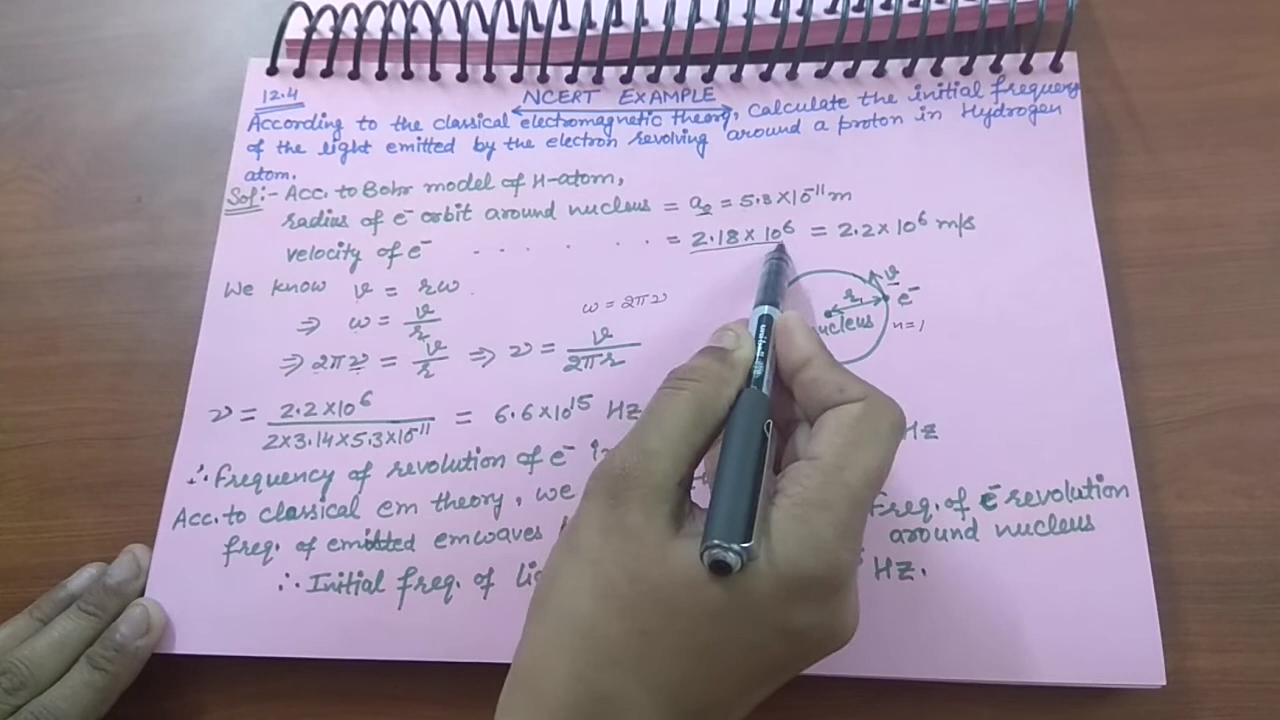 12.4
NCERT EXAMPLE
According to the classical electromagnetic theory, calculate the initial frequency
of the light emitted by the electron revolving around a proton in Hydrogen
atom.
Sol:- Acc. to Bohr model of H-atom,
radius of e⁻ orbit around nucleus = a₀ = 5.3 × 10⁻¹¹ m
velocity of e⁻ . . . . . . . = 2.18 × 10⁶ = 2.2 × 10⁶ m/s
We know v = rω.
⇒ ω = v/r
ω = 2πν
⇒ 2πν = v/r ⇒ ν = v/2πr
v
r₁
e⁻
nucleus
n=1
ν = 2.2×10⁶ / 2×3.14×5.3×10⁻¹¹ = 6.6×10¹⁵ Hz
Hz
∴ Frequency of revolution of e⁻
Acc. to classical em theory, we
Freq. of e⁻ revolution
freq. of emitted em waves
around nucleus
∴ Initial freq. of
Hz.